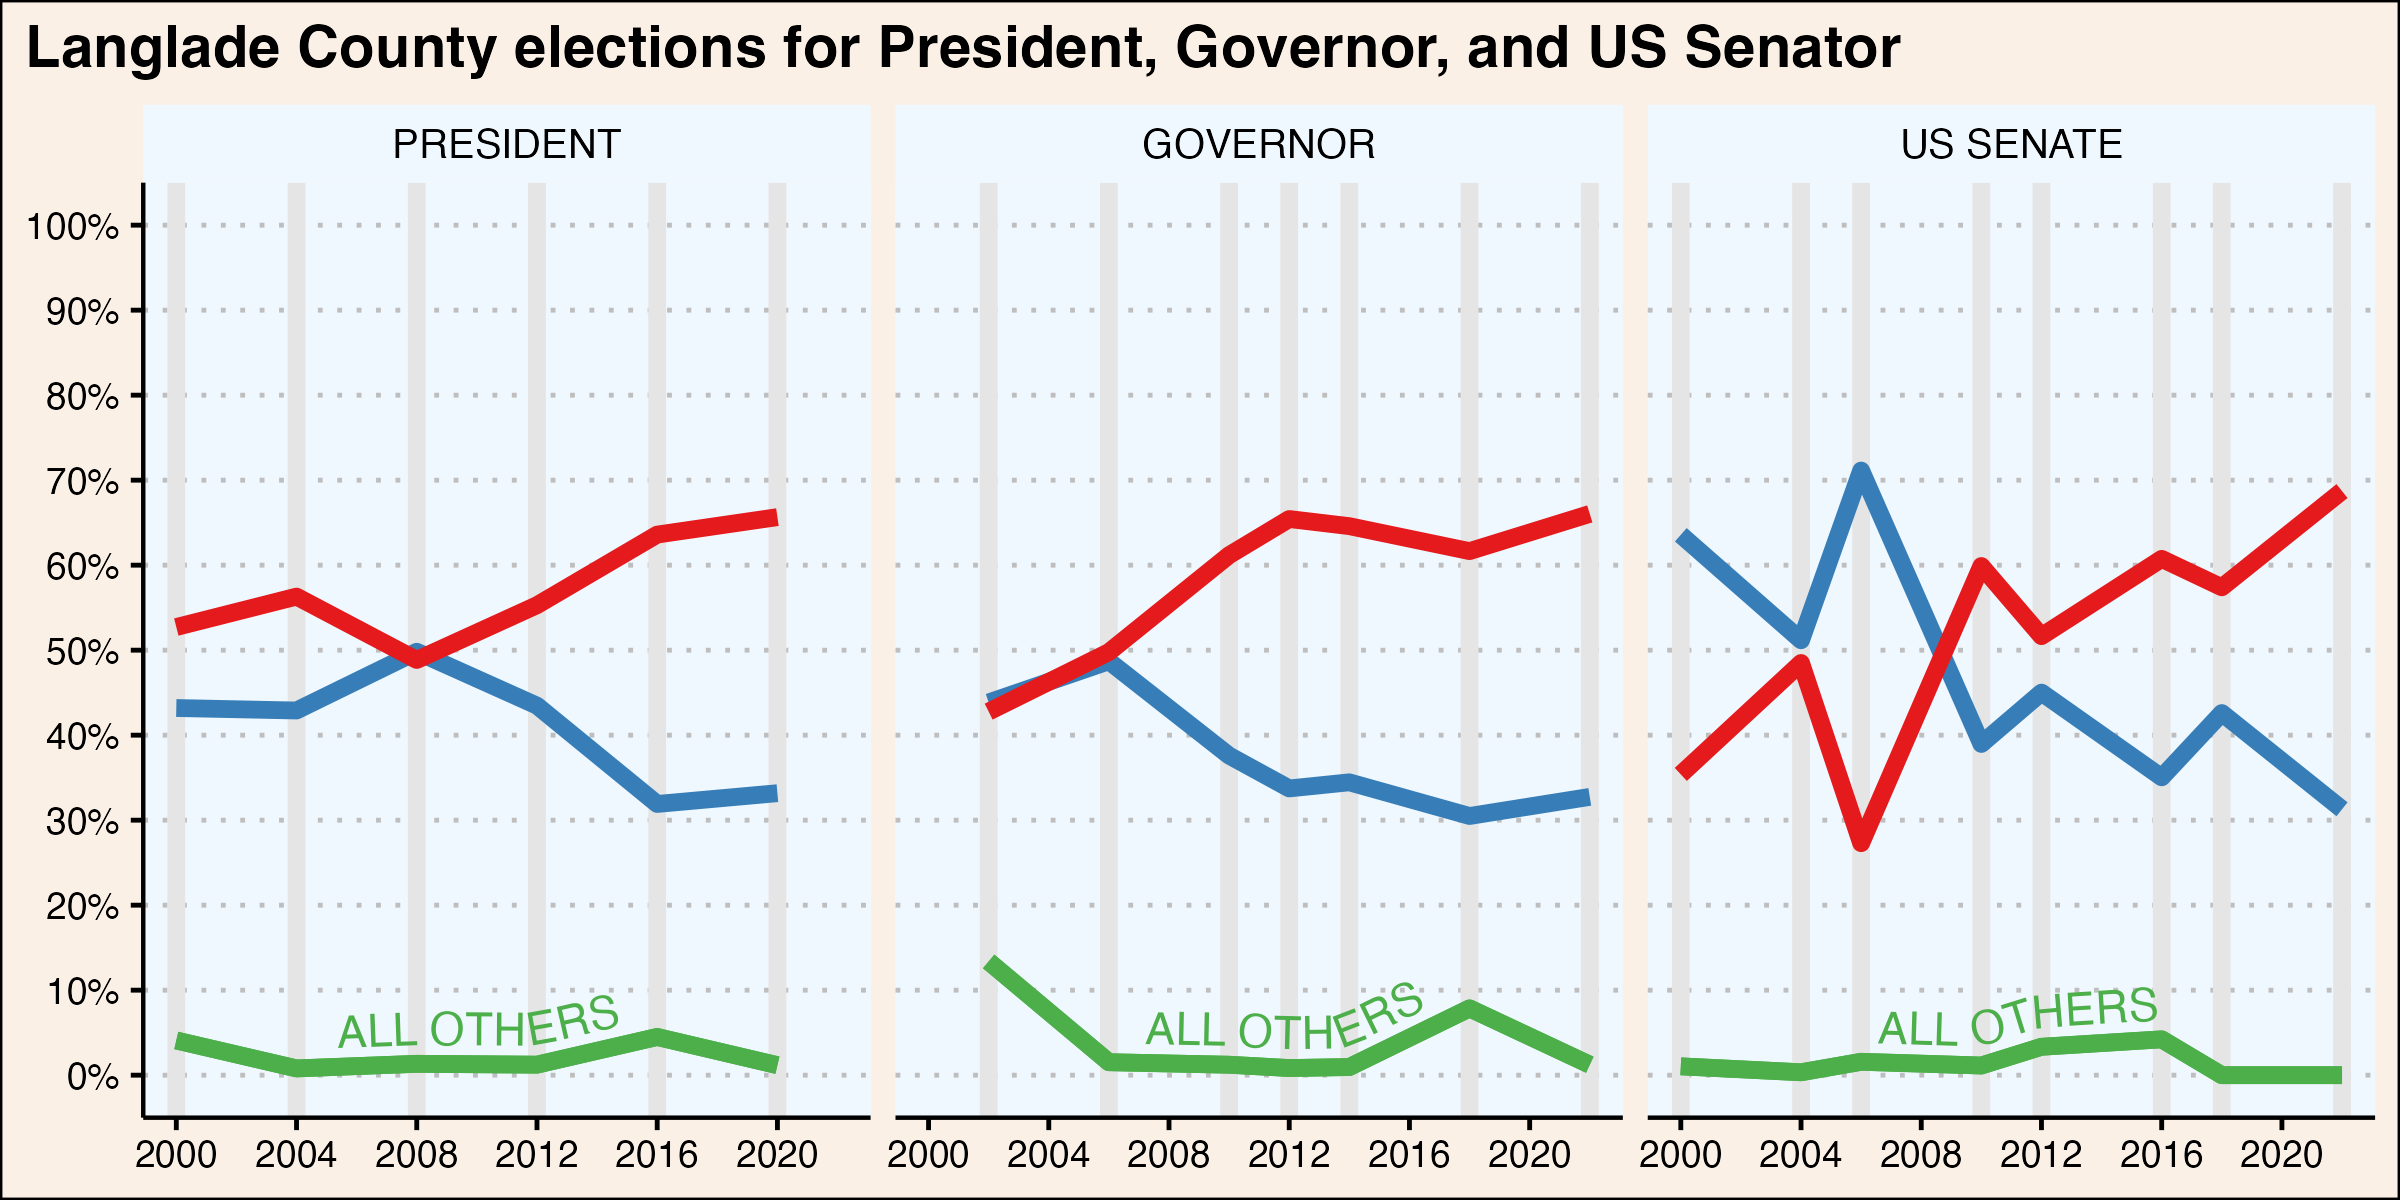 Langlade County elections for President, Governor, and US Senator
PRESIDENT GOVERNOR US SENATE
100%
90%
80%
70%
60%
50%
40%
30%
20%
10%
0%
ALL OTHERS ALL OTHERS ALL OTHERS
2000 2004 2008 2012 2016 2020 2000 2004 2008 2012 2016 2020 2000 2004 2008 2012 2016 2020